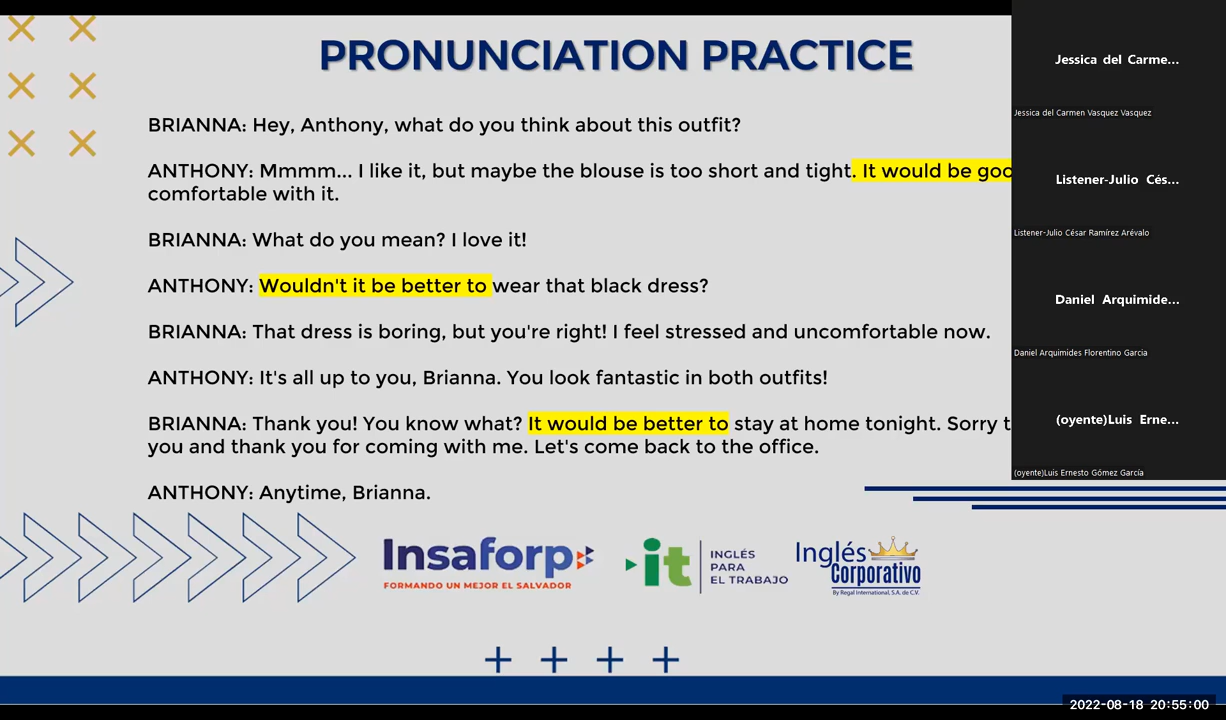 PRONUNCIATION PRACTICE
BRIANNA: Hey, Anthony, what do you think about this outfit?
ANTHONY: Mmmm... I like it, but maybe the blouse is too short and tight. It would be
comfortable with it.
BRIANNA: What do you mean? I love it!
ANTHONY: Wouldn't it be better to wear that black dress?
BRIANNA: That dress is boring, but you're right! I feel stressed and uncomfortable now.
ANTHONY: It's all up to you, Brianna. You look fantastic in both outfits!
BRIANNA: Thank you! You know what? It would be better to stay at home tonight. Sorry
you and thank you for coming with me. Let's come back to the office.
ANTHONY: Anytime, Brianna.
Insaforp
FORMANDO UN MEJOR EL SALVADOR
it
INGLÉS
PARA
EL TRABAJO
Inglés
Corporativo
By Regal International, S.A. de C.V.
Jessica del Carme...
Jessica del Carmen Vasquez Vasquez
Listener-Julio Cés...
Listener-Julio César Ramírez Arévalo
Daniel Arquimide...
Daniel Arquimides Florentino Garcia
(oyente)Luis Erne...
(oyente)Luis Ernesto Gómez García
2022-08-18 20:55:00